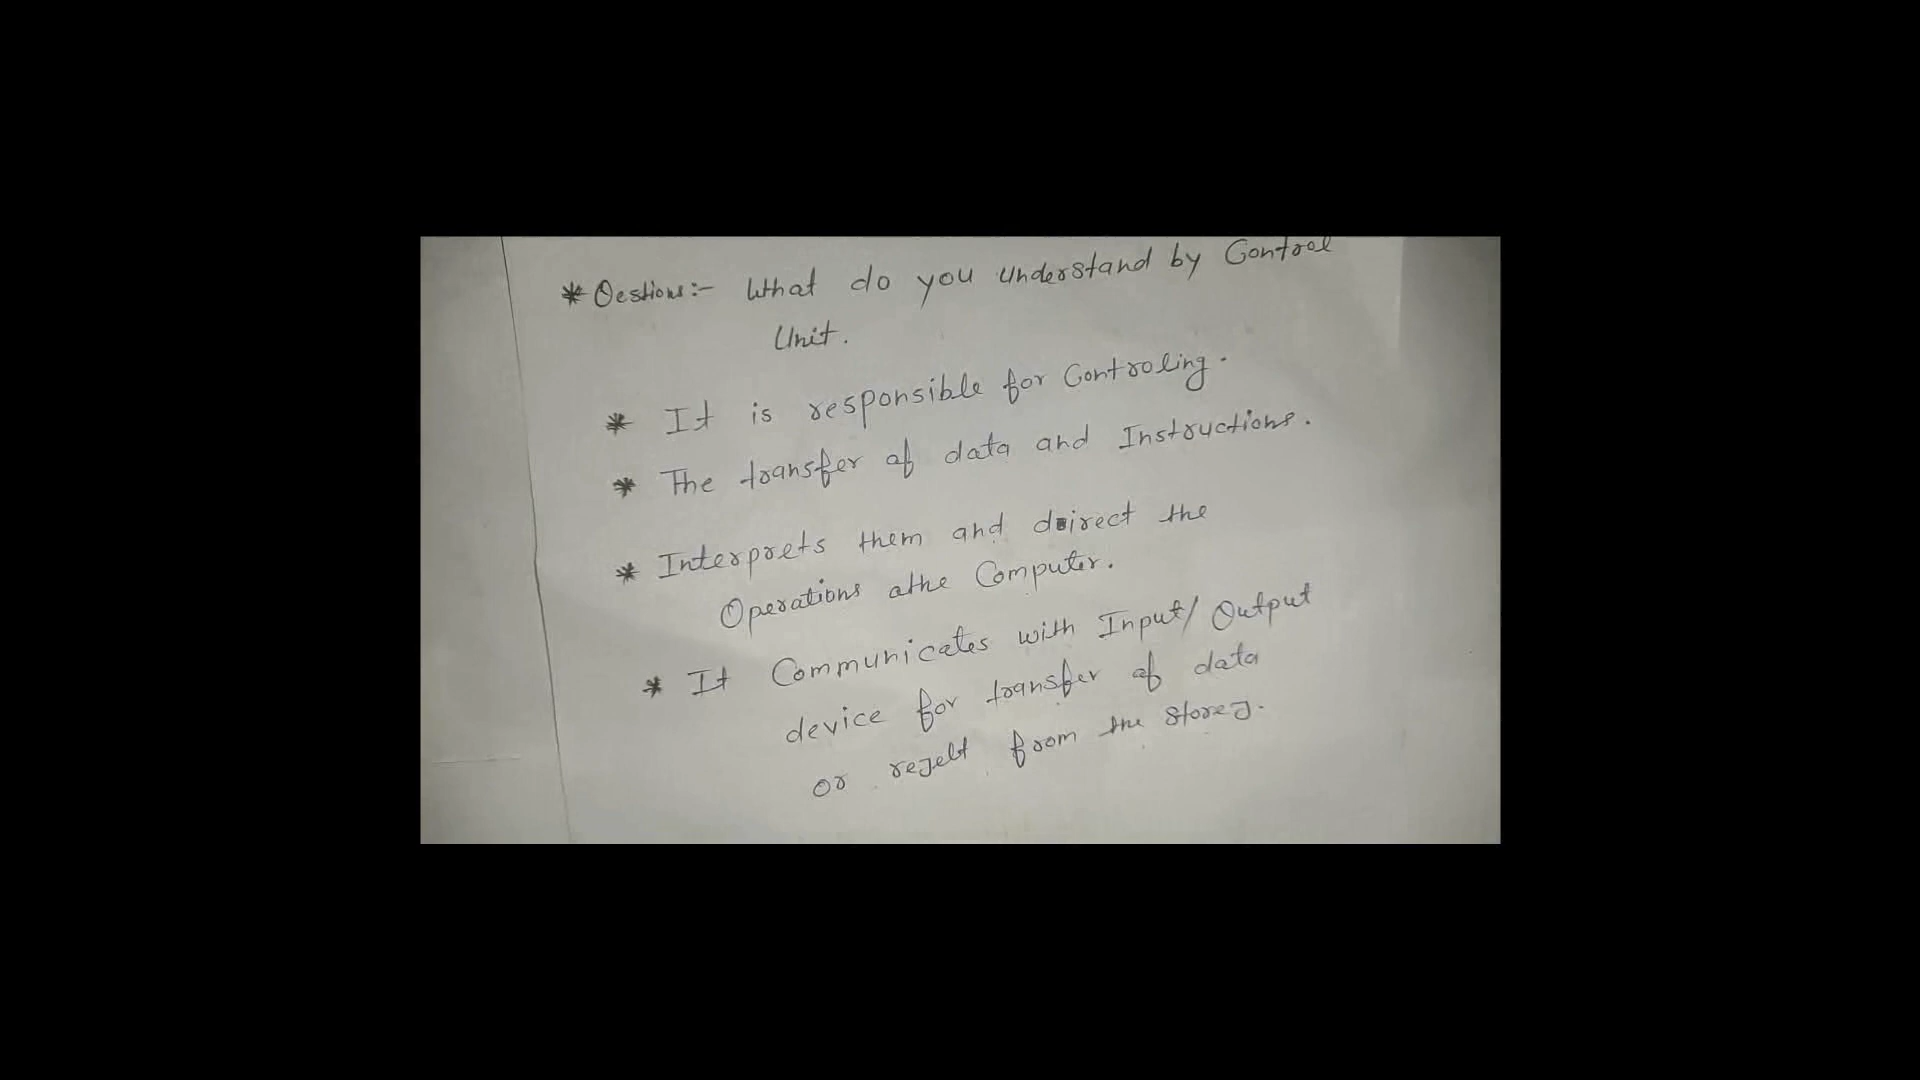 * Oestions:- What do you understand by Control
Unit.
* It is responsible for Controling.
* The transfer of data and Instructions.
* Interprets them and direct the
Operations athe Computer.
* It Communicates with Input/Output
device for transfer of data
or rejelt from the storej.